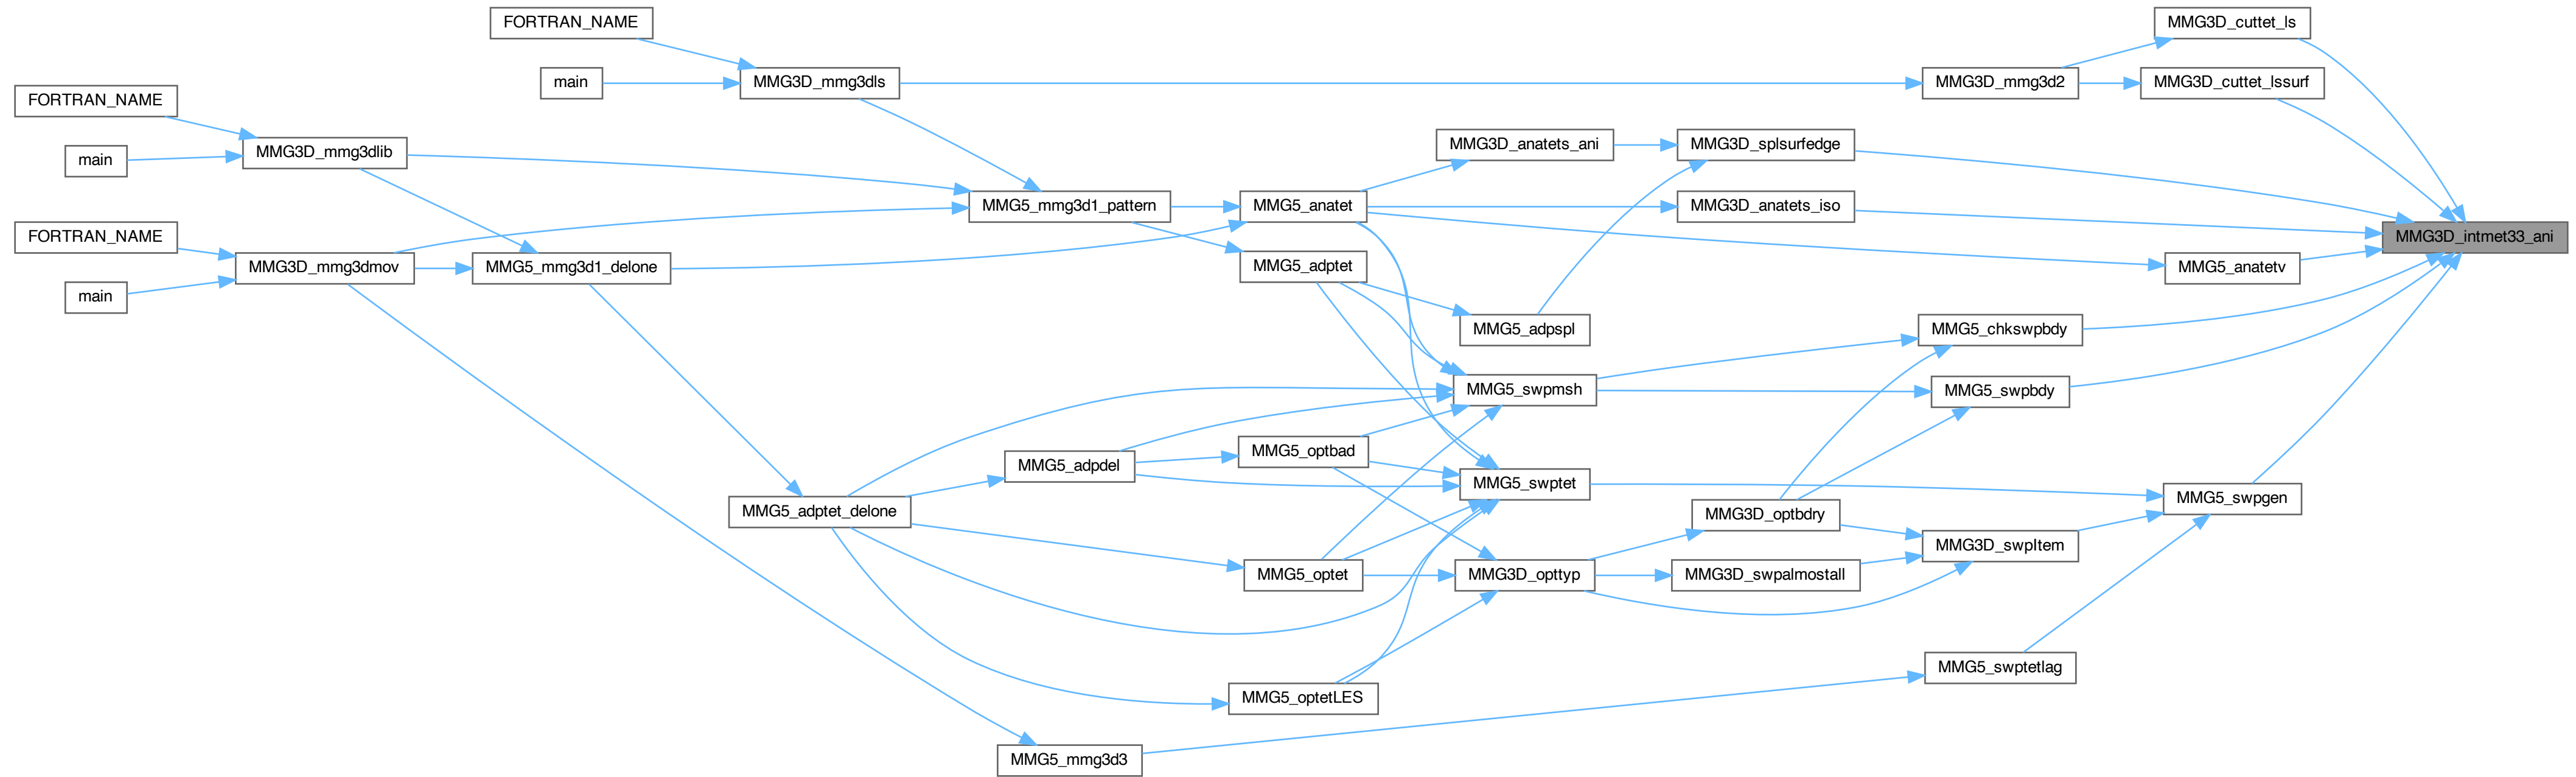 FORTRAN_NAME
MMG3D_cuttet_ls
main
MMG3D_mmg3dls
MMG3D_mmg3d2
MMG3D_cuttet_lssurf
FORTRAN_NAME
main
MMG3D_mmg3dlib
MMG3D_anatets_ani
MMG3D_splsurfedge
MMG5_mmg3d1_pattern
MMG5_anatet
MMG3D_anatets_iso
FORTRAN_NAME
main
MMG3D_mmg3dmov
MMG5_mmg3d1_delone
MMG5_adptet
MMG5_anatetv
MMG3D_intmet33_ani
MMG5_adpspl
MMG5_chkswpbdy
MMG5_swpmsh
MMG5_swpbdy
MMG5_adpdel
MMG5_optbad
MMG5_swptet
MMG5_swpgen
MMG5_adptet_delone
MMG3D_optbdry
MMG3D_swpItem
MMG5_optet
MMG3D_opttyp
MMG3D_swpalmostall
MMG5_optetLES
MMG5_swptetlag
MMG5_mmg3d3